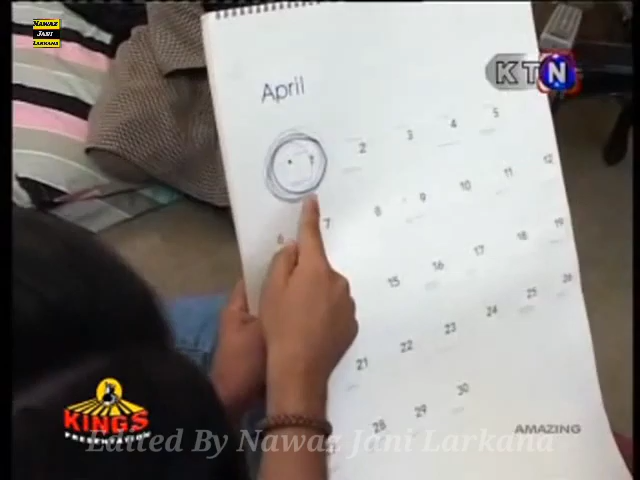 NAWAZ
JANI
LARKANA
KTN
April
1 2 3 4 5
6 7 8 9 10 11 12
15 16 17 18 19
21 22 23 24 25 26
28 29 30
AMAZING
KINGS
PRESENTATION
Edited By Nawaz Jani Larkana